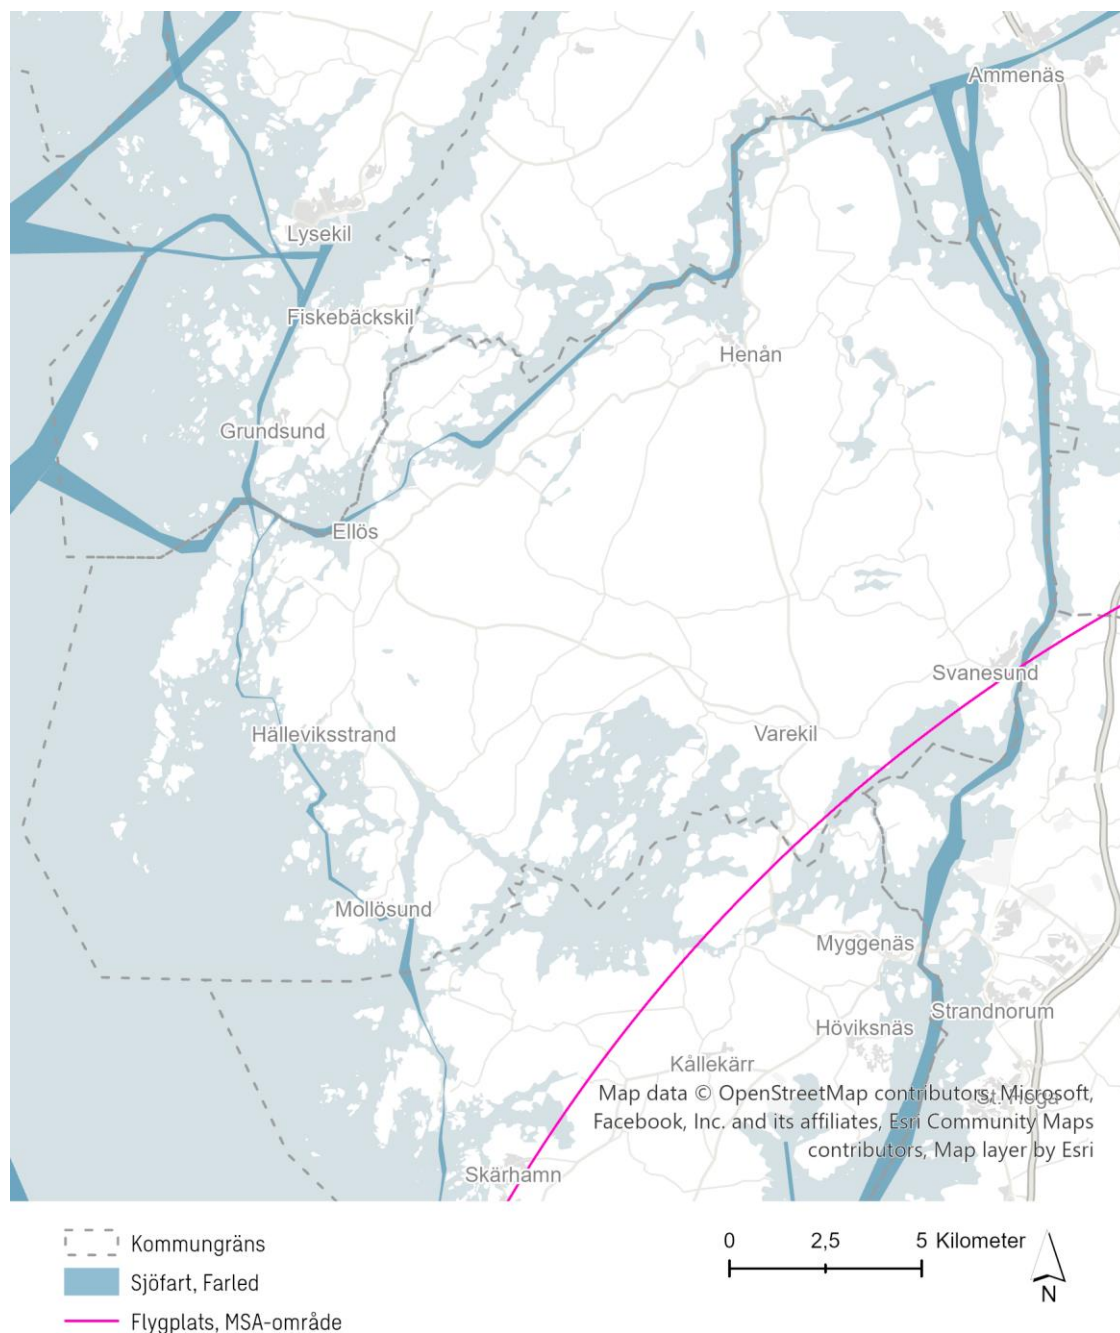 Ammenäs
Lysekil
Fiskebäckskil
Henån
Grundsund
Ellös
Svanesund
Hälleviksstrand
Varekil
Mollösund
Myggenäs
Strandnorum
Höviksnäs
Kållekärr
Map data © OpenStreetMap contributors, Microsoft,
Facebook, Inc. and its affiliates, Esri Community Maps
contributors, Map layer by Esri
Skärhamn
Kommungräns
Sjöfart, Farled
Flygplats, MSA-område
0 2,5 5 Kilometer
N